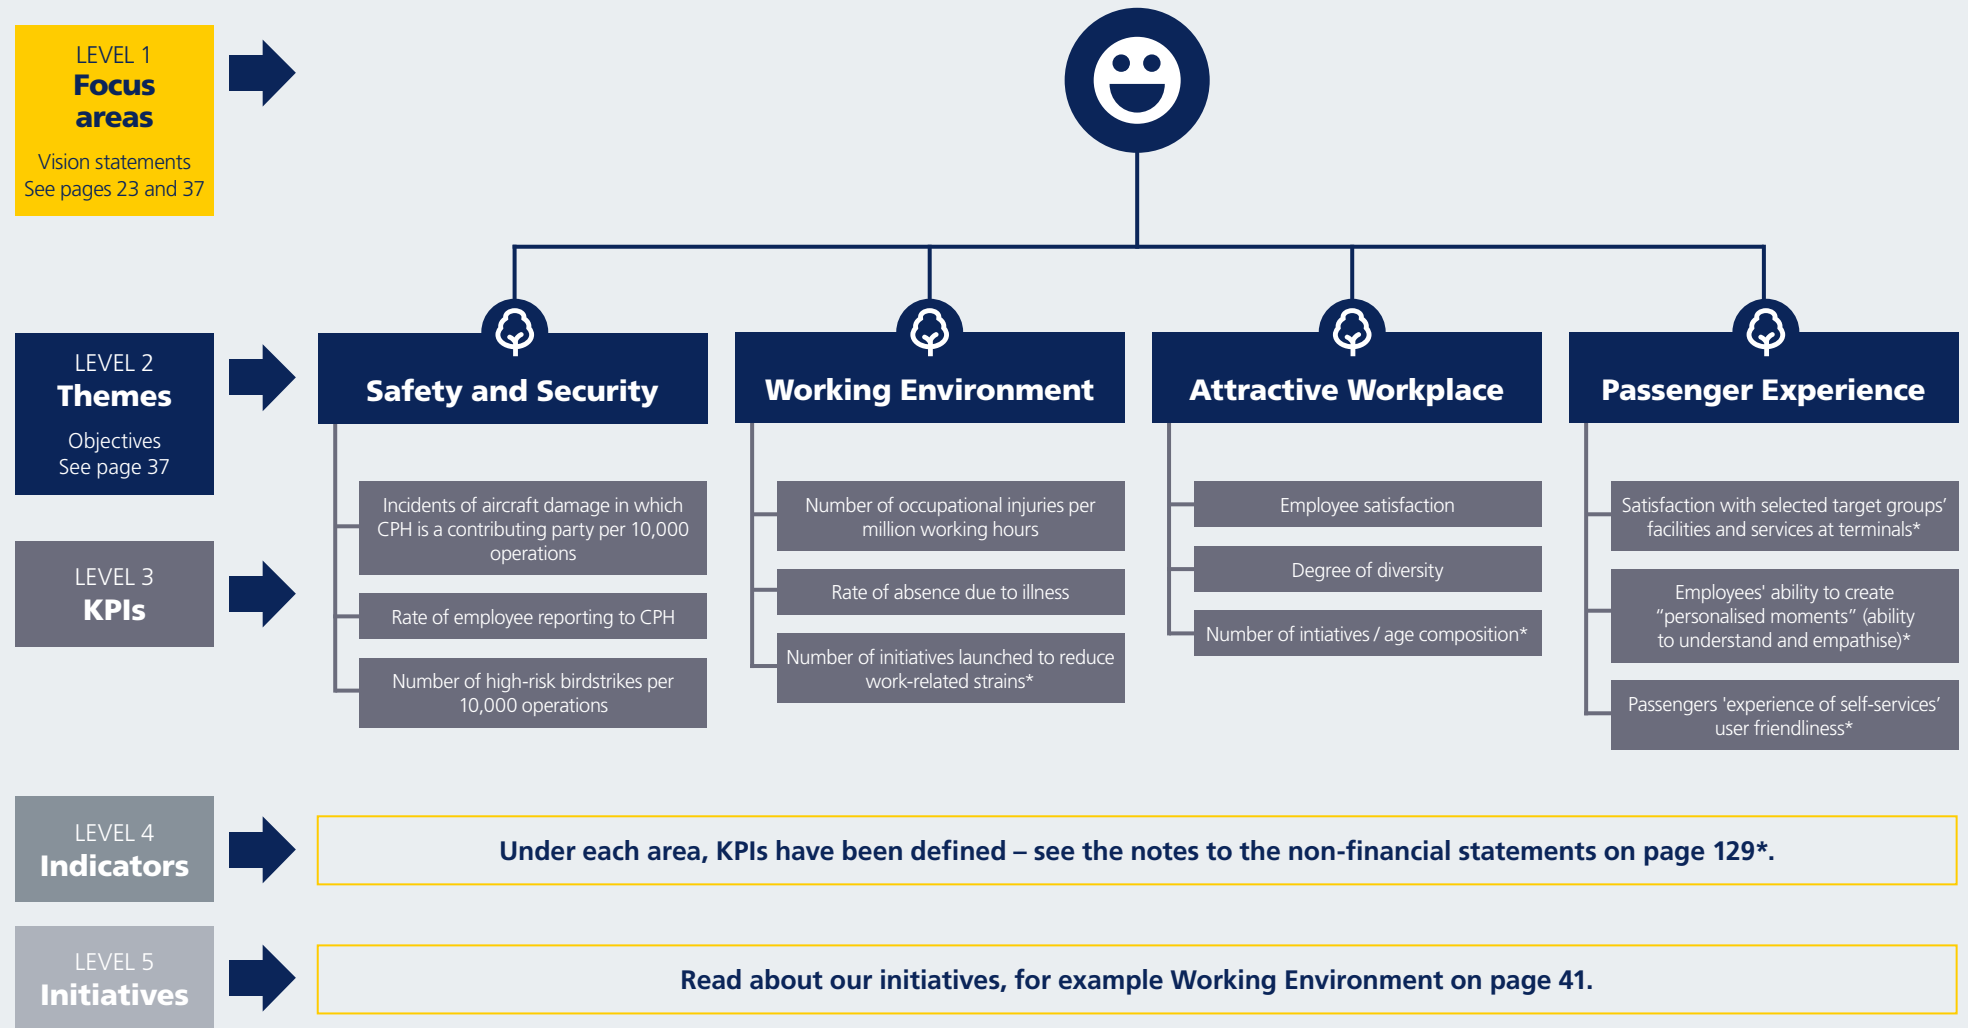 LEVEL 1
Focus
areas
Vision statements
See pages 23 and 37
LEVEL 2
Themes
Objectives
See page 37
Safety and Security
Working Environment
Attractive Workplace
Passenger Experience
LEVEL 3
KPIs
Incidents of aircraft damage in which
CPH is a contributing party per 10,000
operations
Rate of employee reporting to CPH
Number of high-risk birdstrikes per
10,000 operations
Number of occupational injuries per
million working hours
Rate of absence due to illness
Number of initiatives launched to reduce
work-related strains*
Employee satisfaction
Degree of diversity
Number of intiatives / age composition*
Satisfaction with selected target groups’
facilities and services at terminals*
Employees' ability to create
“personalised moments” (ability
to understand and empathise)*
Passengers 'experience of self-services’
user friendliness*
LEVEL 4
Indicators
Under each area, KPIs have been defined – see the notes to the non-financial statements on page 129*.
LEVEL 5
Initiatives
Read about our initiatives, for example Working Environment on page 41.